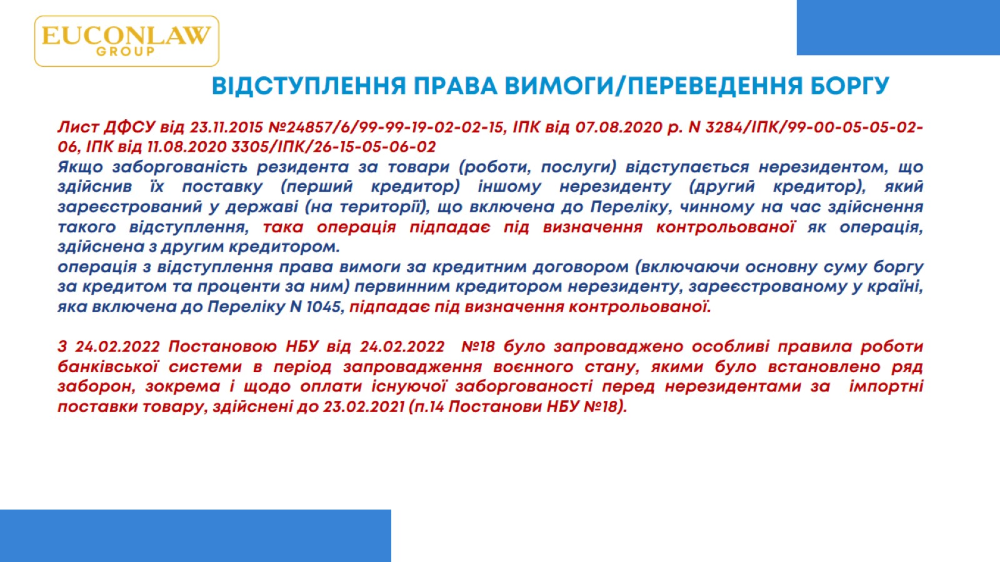 EUCONLAW
GROUP
ВІДСТУПЛЕННЯ ПРАВА ВИМОГИ/ПЕРЕВЕДЕННЯ БОРГУ
Лист ДФСУ від 23.11.2015 №24857/6/99-99-19-02-02-15, ІПК від 07.08.2020 р. N 3284/ІПК/99-00-05-05-02-
06, ІПК від 11.08.2020 3305/ІПК/26-15-05-06-02
Якщо заборгованість резидента за товари (роботи, послуги) відступається нерезидентом, що
здійснив їх поставку (перший кредитор) іншому нерезиденту (другий кредитор), який
зареєстрований у державі (на території), що включена до Переліку, чинному на час здійснення
такого відступлення, така операція підпадає під визначення контрольованої як операція,
здійснена з другим кредитором.
операція з відступлення права вимоги за кредитним договором (включаючи основну суму боргу
за кредитом та проценти за ним) первинним кредитором нерезиденту, зареєстрованому у країні,
яка включена до Переліку N 1045, підпадає під визначення контрольованої.
З 24.02.2022 Постановою НБУ від 24.02.2022 №18 було запроваджено особливі правила роботи
банківської системи в період запровадження воєнного стану, якими було встановлено ряд
заборон, зокрема і щодо оплати існуючої заборгованості перед нерезидентами за імпортні
поставки товару, здійснені до 23.02.2021 (п.14 Постанови НБУ №18).